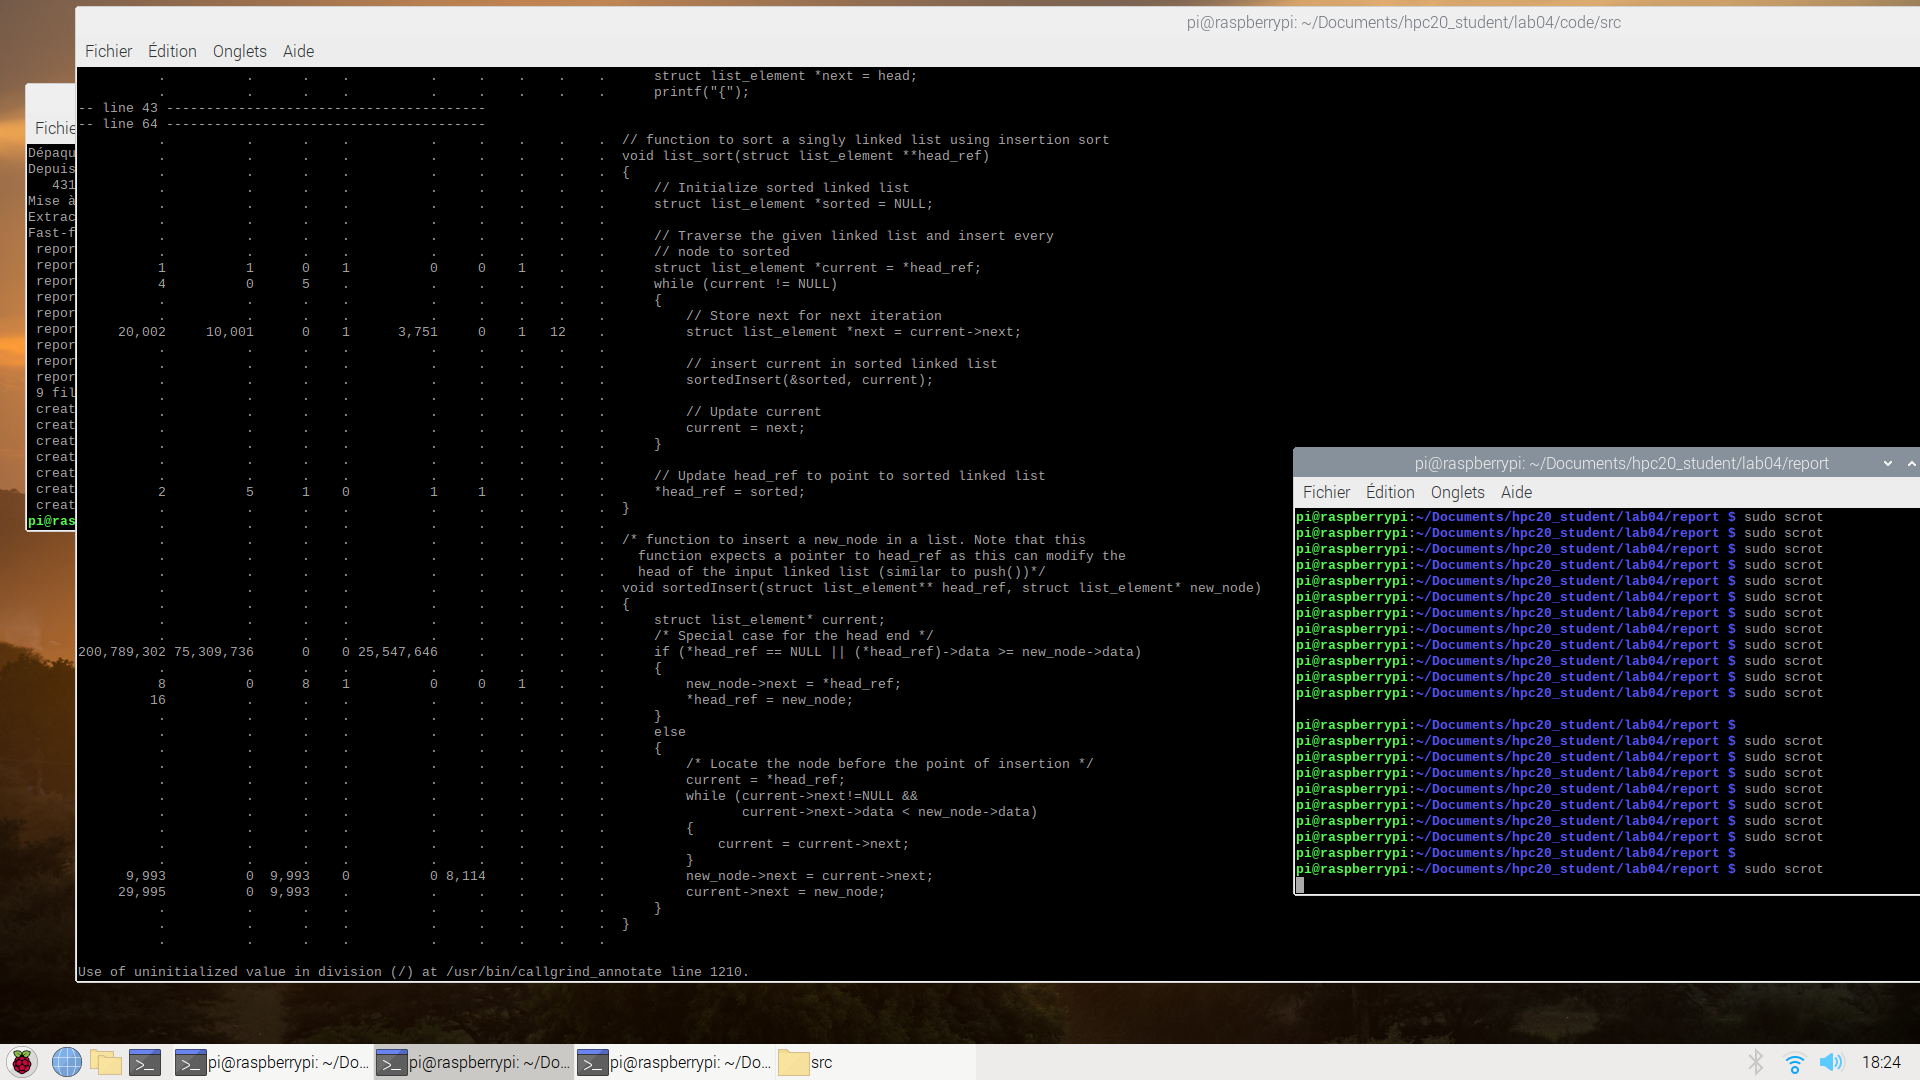 pi@raspberrypi: ~/Documents/hpc20_student/lab04/code/src
Fichier Édition Onglets Aide
. . . . . . . . . struct list_element *next = head;
. . . . . . . . . printf("{");
-- line 43 ----------------------------------------
-- line 64 ----------------------------------------
. . . . . . . . . // function to sort a singly linked list using insertion sort
. . . . . . . . . void list_sort(struct list_element **head_ref)
. . . . . . . . . {
. . . . . . . . . // Initialize sorted linked list
. . . . . . . . . struct list_element *sorted = NULL;
. . . . . . . . .
. . . . . . . . . // Traverse the given linked list and insert every
. . . . . . . . . // node to sorted
1 1 0 1 0 0 1 . . struct list_element *current = *head_ref;
4 0 5 . . . . . . while (current != NULL)
. . . . . . . . . {
. . . . . . . . . // Store next for next iteration
20,002 10,001 0 1 3,751 0 1 12 . struct list_element *next = current->next;
. . . . . . . . .
. . . . . . . . . // insert current in sorted linked list
. . . . . . . . . sortedInsert(&sorted, current);
. . . . . . . . .
. . . . . . . . . // Update current
. . . . . . . . . current = next;
. . . . . . . . . }
. . . . . . . . .
. . . . . . . . . // Update head_ref to point to sorted linked list
2 5 1 0 1 1 . . . *head_ref = sorted;
. . . . . . . . . }
. . . . . . . . .
. . . . . . . . . /* function to insert a new_node in a list. Note that this
. . . . . . . . . function expects a pointer to head_ref as this can modify the
. . . . . . . . . head of the input linked list (similar to push())*/
. . . . . . . . . void sortedInsert(struct list_element** head_ref, struct list_element* new_node)
. . . . . . . . . {
. . . . . . . . . struct list_element* current;
. . . . . . . . . /* Special case for the head end */
200,789,302 75,309,736 0 0 25,547,646 . . . . if (*head_ref == NULL || (*head_ref)->data >= new_node->data)
. . . . . . . . . {
8 0 8 1 0 0 1 . . new_node->next = *head_ref;
16 . . . . . . . . *head_ref = new_node;
. . . . . . . . . }
. . . . . . . . . else
. . . . . . . . . {
. . . . . . . . . /* Locate the node before the point of insertion */
. . . . . . . . . current = *head_ref;
. . . . . . . . . while (current->next!=NULL &&
. . . . . . . . . current->next->data < new_node->data)
. . . . . . . . . {
. . . . . . . . . current = current->next;
. . . . . . . . . }
9,993 0 9,993 0 0 8,114 . . . new_node->next = current->next;
29,995 0 9,993 . . . . . . current->next = new_node;
. . . . . . . . . }
. . . . . . . . . }
. . . . . . . . .
Use of uninitialized value in division (/) at /usr/bin/callgrind_annotate line 1210.
Fichie
Dépaqu
Depuis
431
Mise à
Extrac
Fast-f
repor
repor
repor
repor
repor
repor
repor
repor
repor
9 fil
creat
creat
creat
creat
creat
creat
creat
pi@ras
pi@raspberrypi: ~/Documents/hpc20_student/lab04/report
Fichier Édition Onglets Aide
pi@raspberrypi:~/Documents/hpc20_student/lab04/report $ sudo scrot
pi@raspberrypi:~/Documents/hpc20_student/lab04/report $ sudo scrot
pi@raspberrypi:~/Documents/hpc20_student/lab04/report $ sudo scrot
pi@raspberrypi:~/Documents/hpc20_student/lab04/report $ sudo scrot
pi@raspberrypi:~/Documents/hpc20_student/lab04/report $ sudo scrot
pi@raspberrypi:~/Documents/hpc20_student/lab04/report $ sudo scrot
pi@raspberrypi:~/Documents/hpc20_student/lab04/report $ sudo scrot
pi@raspberrypi:~/Documents/hpc20_student/lab04/report $ sudo scrot
pi@raspberrypi:~/Documents/hpc20_student/lab04/report $ sudo scrot
pi@raspberrypi:~/Documents/hpc20_student/lab04/report $ sudo scrot
pi@raspberrypi:~/Documents/hpc20_student/lab04/report $ sudo scrot
pi@raspberrypi:~/Documents/hpc20_student/lab04/report $ sudo scrot
pi@raspberrypi:~/Documents/hpc20_student/lab04/report $
pi@raspberrypi:~/Documents/hpc20_student/lab04/report $ sudo scrot
pi@raspberrypi:~/Documents/hpc20_student/lab04/report $ sudo scrot
pi@raspberrypi:~/Documents/hpc20_student/lab04/report $ sudo scrot
pi@raspberrypi:~/Documents/hpc20_student/lab04/report $ sudo scrot
pi@raspberrypi:~/Documents/hpc20_student/lab04/report $ sudo scrot
pi@raspberrypi:~/Documents/hpc20_student/lab04/report $ sudo scrot
pi@raspberrypi:~/Documents/hpc20_student/lab04/report $ sudo scrot
pi@raspberrypi:~/Documents/hpc20_student/lab04/report $
pi@raspberrypi:~/Documents/hpc20_student/lab04/report $ sudo scrot
pi@raspberrypi: ~/Do... pi@raspberrypi: ~/Do... pi@raspberrypi: ~/Do... src 18:24